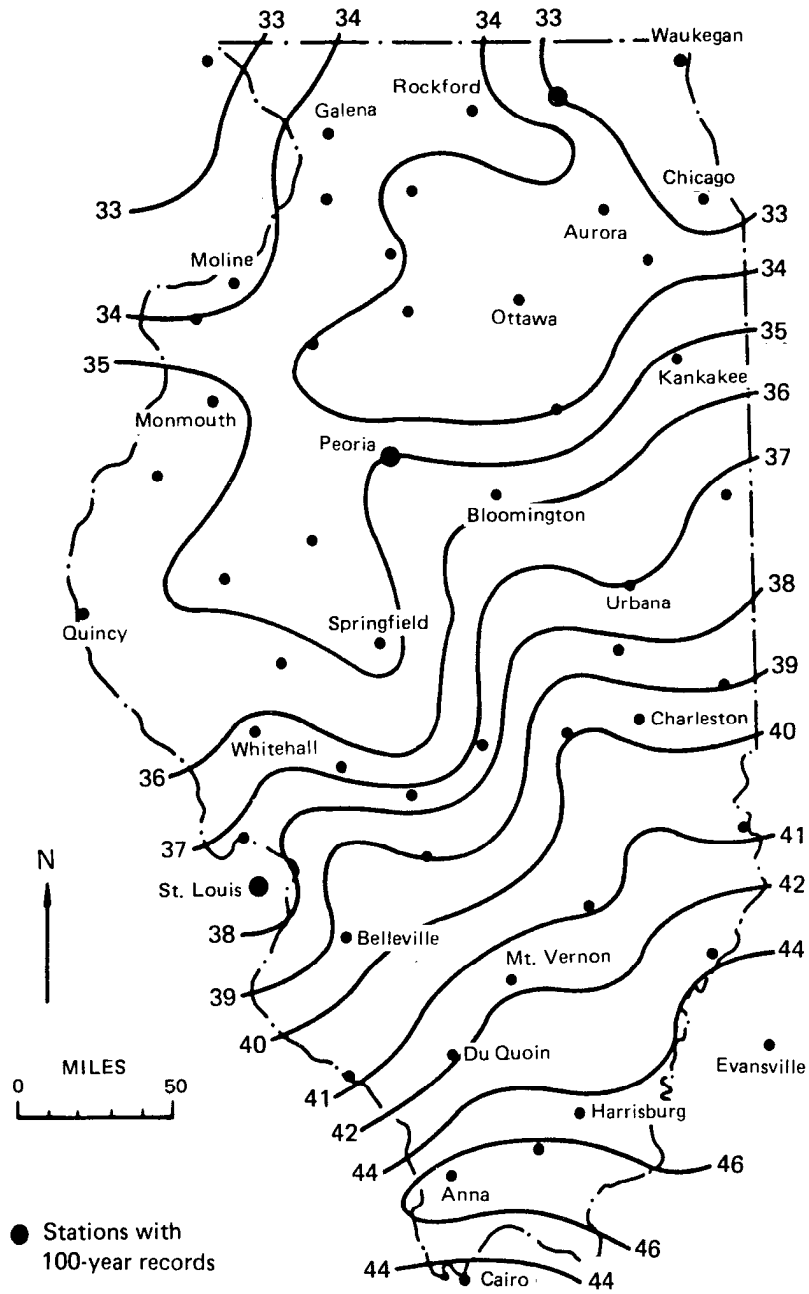 33
34
34
33
Waukegan
Rockford
Galena
Chicago
33
33
Aurora
Moline
34
34
Ottawa
35
35
Kankakee
36
Monmouth
Peoria
37
Bloomington
38
Urbana
Springfield
Quincy
39
Charleston
40
Whitehall
36
41
37
N
42
St. Louis
38
Belleville
Mt. Vernon
44
39
40
Du Quoin
MILES
Evansville
0
50
41
Harrisburg
42
44
46
Anna
Stations with
100-year records
46
44
Cairo
44